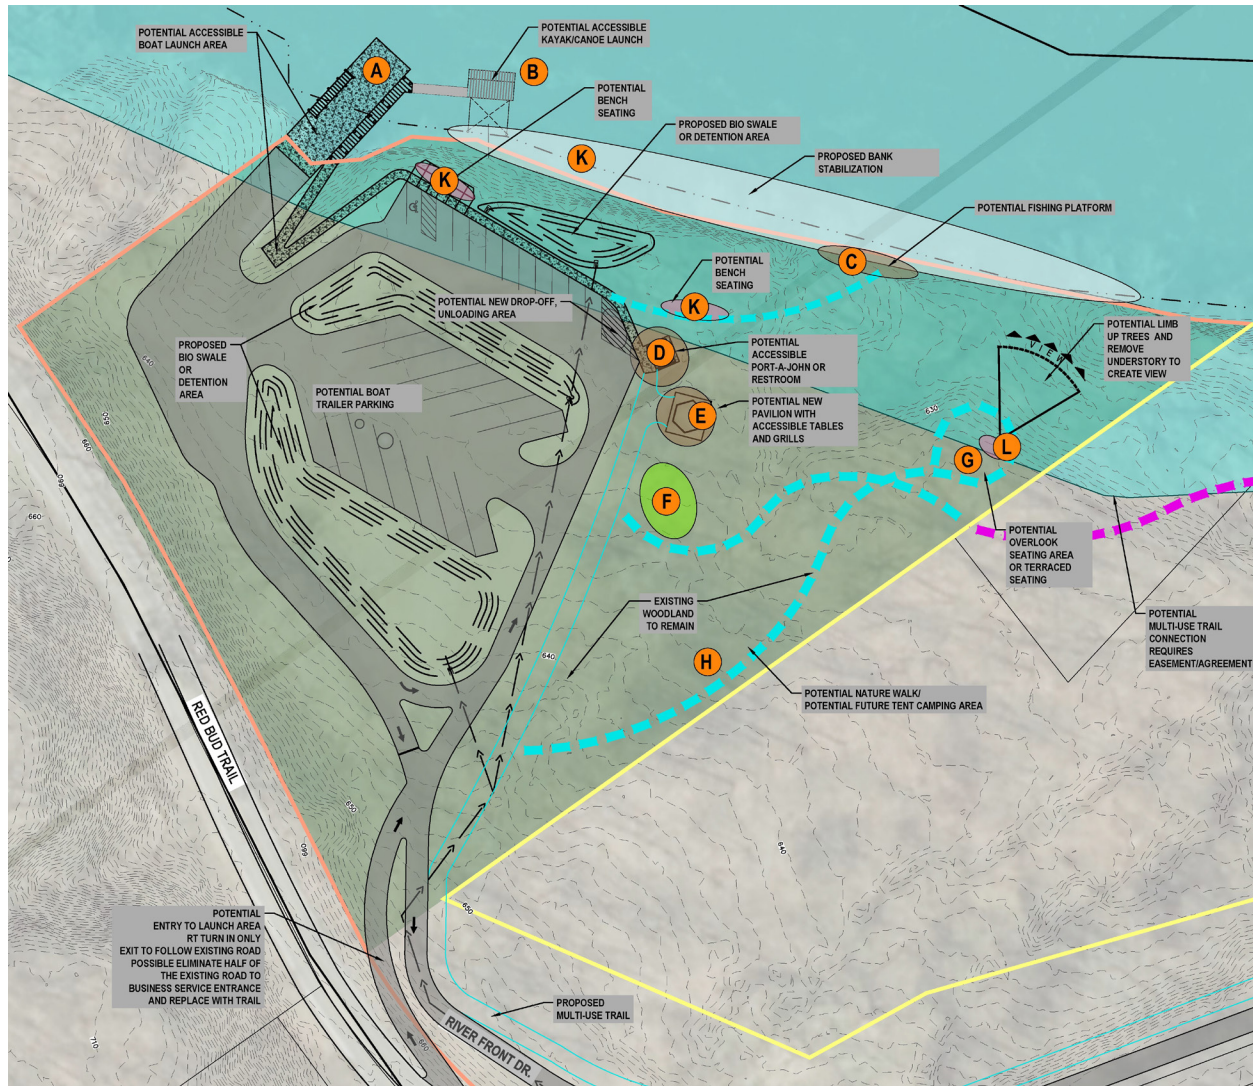 POTENTIAL ACCESSIBLE
BOAT LAUNCH AREA
POTENTIAL ACCESSIBLE
KAYAK/CANOE LAUNCH
A
B
POTENTIAL
BENCH
SEATING
PROPOSED BIO SWALE
OR DETENTION AREA
K
PROPOSED BANK
STABILIZATION
K
POTENTIAL FISHING PLATFORM
C
POTENTIAL
BENCH
SEATING
K
POTENTIAL NEW DROP-OFF,
UNLOADING AREA
PROPOSED
BIO SWALE
OR
DETENTION
AREA
D
POTENTIAL
ACCESSIBLE
PORT-A-JOHN OR
RESTROOM
VIEW
POTENTIAL LIMB
UP TREES AND
REMOVE
UNDERSTORY TO
CREATE VIEW
POTENTIAL BOAT
TRAILER PARKING
E
POTENTIAL NEW
PAVILION WITH
ACCESSIBLE TABLES
AND GRILLS
640
650
660
660
660
630
G
L
F
POTENTIAL
OVERLOOK
SEATING AREA
OR TERRACED
SEATING
EXISTING
WOODLAND
TO REMAIN
POTENTIAL
MULTI-USE TRAIL
CONNECTION
REQUIRES
EASEMENT/AGREEMENT
640
H
POTENTIAL NATURE WALK/
POTENTIAL FUTURE TENT CAMPING AREA
RED BUD TRAIL
650
660
640
650
POTENTIAL
ENTRY TO LAUNCH AREA
RT TURN IN ONLY
EXIT TO FOLLOW EXISTING ROAD
POSSIBLE ELIMINATE HALF OF
THE EXISTING ROAD TO
BUSINESS SERVICE ENTRANCE
AND REPLACE WITH TRAIL
PROPOSED
MULTI-USE TRAIL
RIVER FRONT DR.
710
660